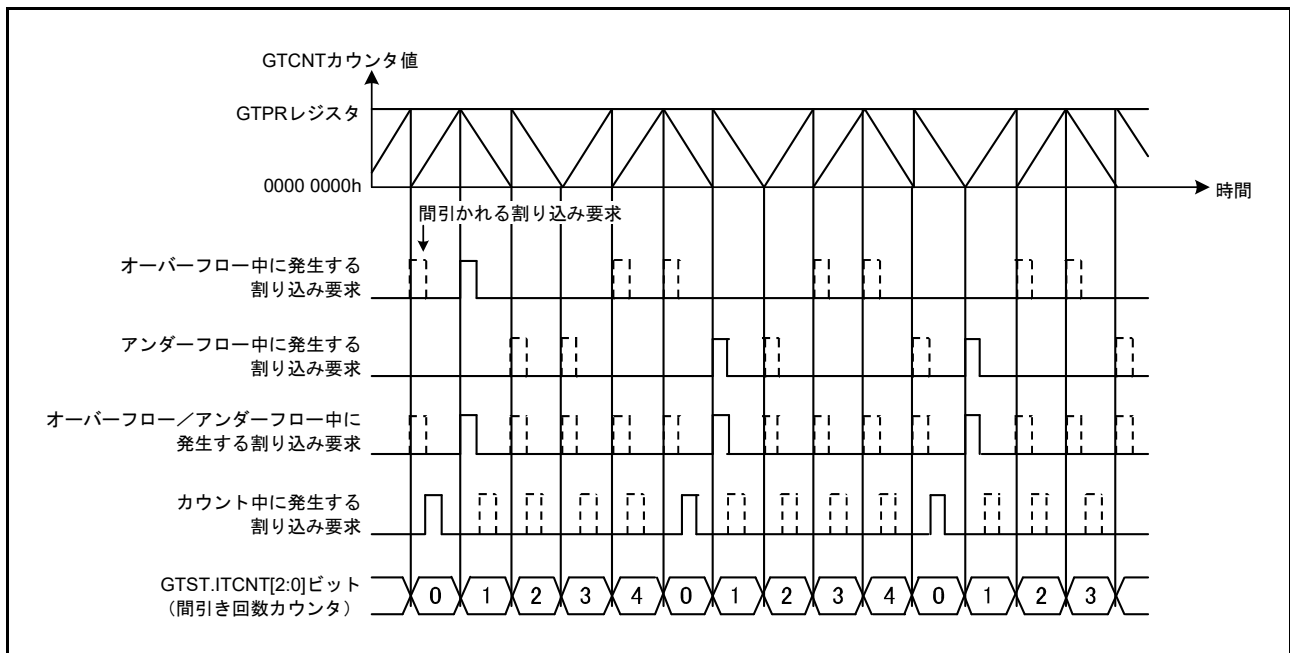 GTCNTカウンタ値
GTPRレジスタ
0000 0000h
時間
間引かれる割り込み要求
オーバーフロー中に発生する
割り込み要求
アンダーフロー中に発生する
割り込み要求
オーバーフロー／アンダーフロー中に
発生する割り込み要求
カウント中に発生する
割り込み要求
GTST.ITCNT[2:0]ビット
（間引き回数カウンタ）
0 1 2 3 4 0 1 2 3 4 0 1 2 3